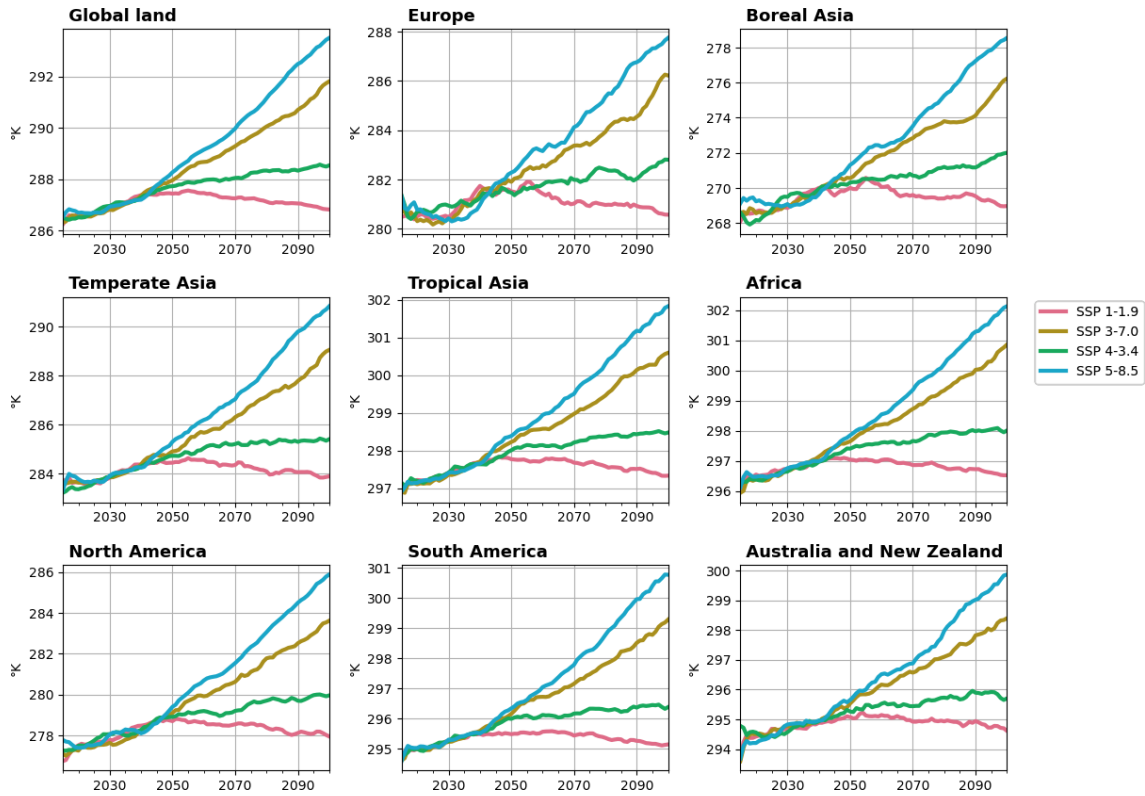 Global land
Europe
Boreal Asia
°K
292
290
288
286
2030 2050 2070 2090
°K
288
286
284
282
280
2030 2050 2070 2090
°K
278
276
274
272
270
268
2030 2050 2070 2090
Temperate Asia
Tropical Asia
Africa
°K
290
288
286
284
2030 2050 2070 2090
°K
302
301
300
299
298
297
2030 2050 2070 2090
°K
302
301
300
299
298
297
296
2030 2050 2070 2090
SSP 1-1.9
SSP 3-7.0
SSP 4-3.4
SSP 5-8.5
North America
South America
Australia and New Zealand
°K
286
284
282
280
278
2030 2050 2070 2090
°K
301
300
299
298
297
296
295
2030 2050 2070 2090
°K
300
299
298
297
296
295
294
2030 2050 2070 2090